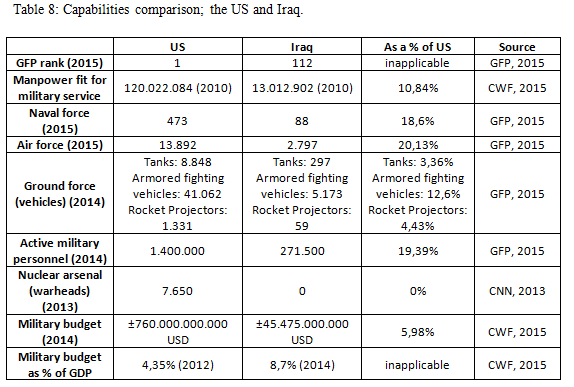 Table 8: Capabilities comparison; the US and Iraq.
US Iraq As a % of US Source
GFP rank (2015) 1 112 inapplicable GFP, 2015
Manpower fit for
military service 120.022.084 (2010) 13.012.902 (2010) 10,84% CWF, 2015
Naval force
(2015) 473 88 18,6% GFP, 2015
Air force (2015) 13.892 2.797 20,13% GFP, 2015
Ground force
(vehicles) (2014)
Tanks: 8.848
Armored fighting
vehicles: 41.062
Rocket Projectors:
1.331
Tanks: 297
Armored fighting
vehicles: 5.173
Rocket Projectors:
59
Tanks: 3,36%
Armored fighting
vehicles: 12,6%
Rocket Projectors:
4,43%
GFP, 2015
Active military
personnel (2014) 1.400.000 271.500 19,39% GFP, 2015
Nuclear arsenal
(warheads)
(2013) 7.650 0 0% CNN, 2013
Military budget
(2014)
±760.000.000.000
USD
±45.475.000.000
USD
5,98% CWF, 2015
Military budget
as % of GDP 4,35% (2012) 8,7% (2014) inapplicable CWF, 2015